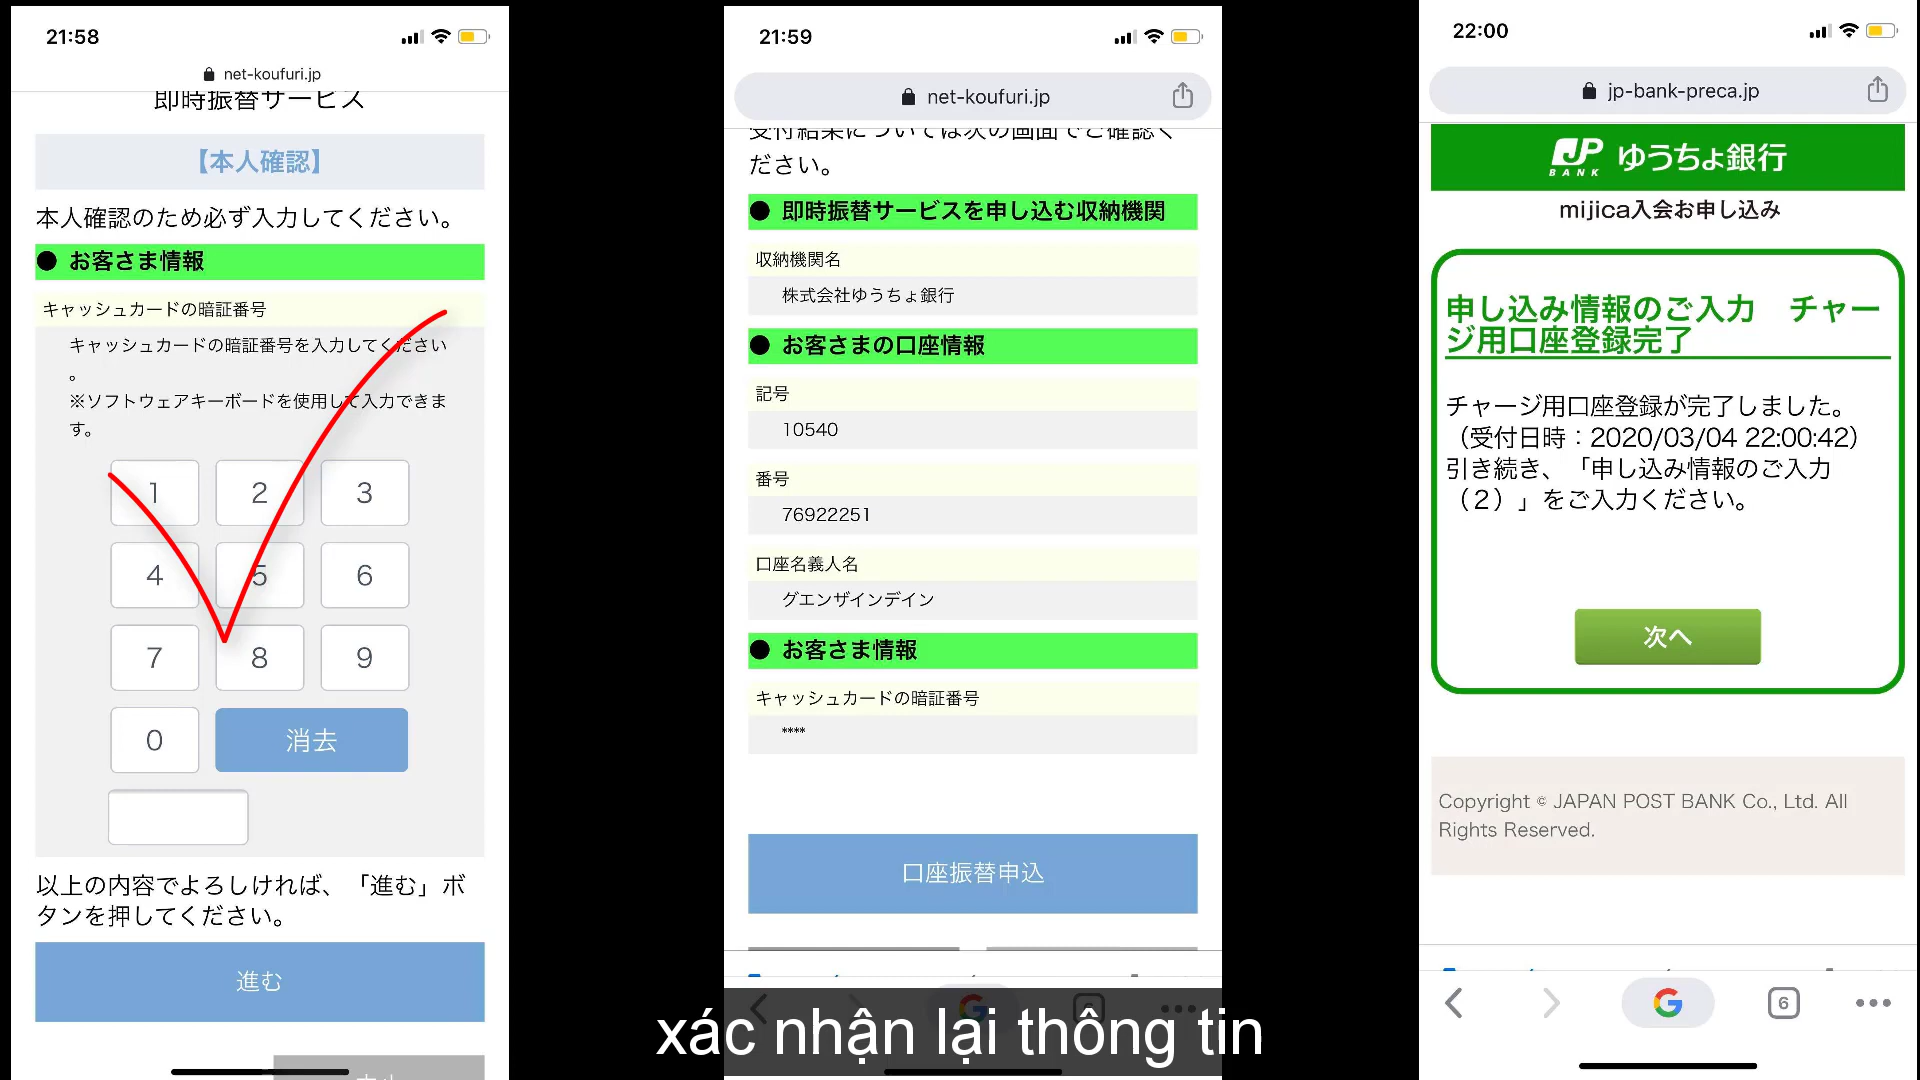 21:58
net-koufuri.jp
即時振替サービス
【本人確認】
本人確認のため必ず入力してください。
● お客さま情報
キャッシュカードの暗証番号
キャッシュカードの暗証番号を入力してください
。
※ソフトウェアキーボードを使用して入力できま
す。
1 2 3
4 5 6
7 8 9
0 消去
以上の内容でよろしければ、「進む」ボ
タンを押してください。
進む
21:59
net-koufuri.jp
受付結果については次の画面でご確認く
ださい。
● 即時振替サービスを申し込む収納機関
収納機関名
株式会社ゆうちょ銀行
● お客さまの口座情報
記号
10540
番号
76922251
口座名義人名
グエンザインデイン
● お客さま情報
キャッシュカードの暗証番号
****
口座振替申込
22:00
jp-bank-preca.jp
JP BANK ゆうちょ銀行
mijica入会お申し込み
申し込み情報のご入力　チャー
ジ用口座登録完了
チャージ用口座登録が完了しました。
（受付日時：2020/03/04 22:00:42）
引き続き、「申し込み情報のご入力
（２）」をご入力ください。
次へ
Copyright © JAPAN POST BANK Co., Ltd. All
Rights Reserved.
6
xác nhận lại thông tin